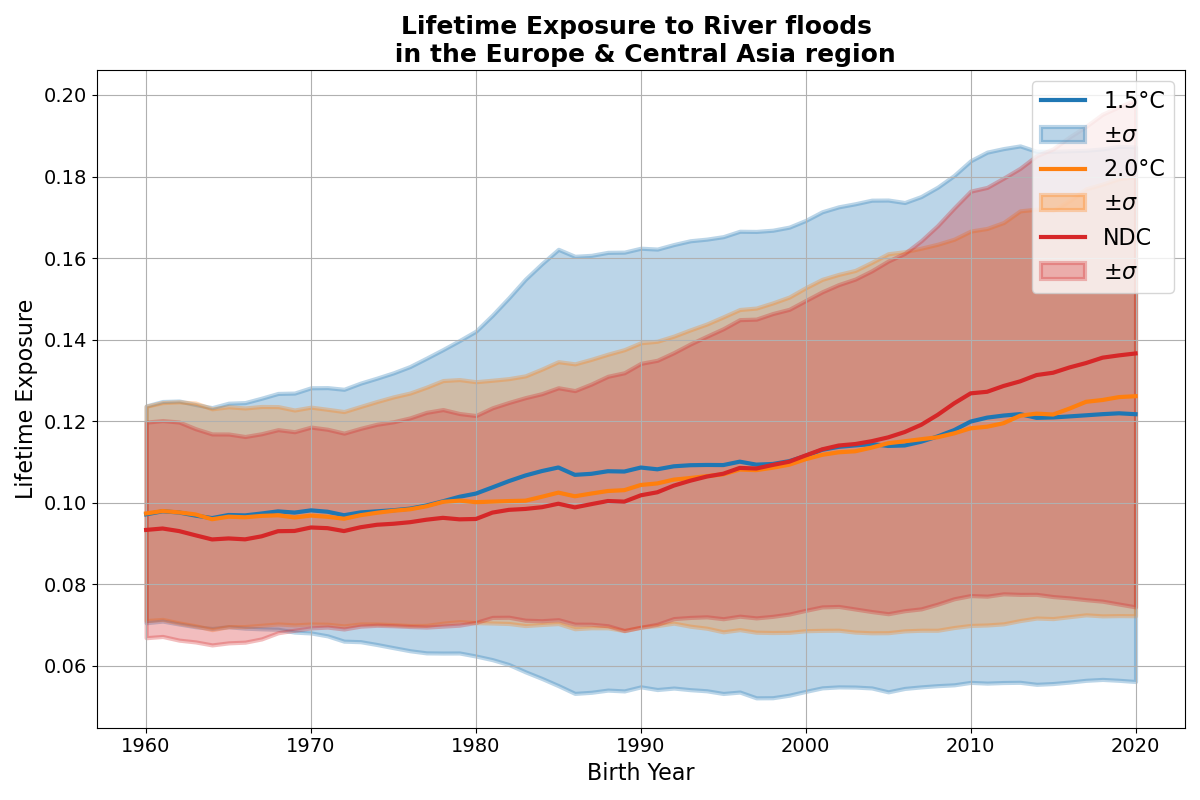 Lifetime Exposure to River floods
in the Europe & Central Asia region
Lifetime Exposure
0.20
0.18
0.16
0.14
0.12
0.10
0.08
0.06
1.5°C
±σ
2.0°C
±σ
NDC
±σ
1960
1970
1980
1990
2000
2010
2020
Birth Year